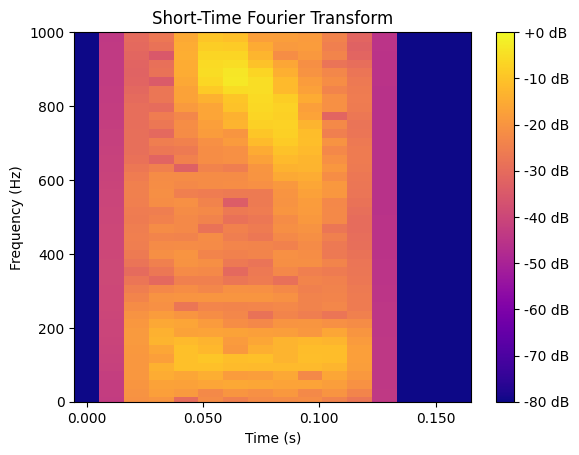 Short-Time Fourier Transform
1000
800
600
400
200
0
Frequency (Hz)
0.000
0.050
0.100
0.150
Time (s)
+0 dB
-10 dB
-20 dB
-30 dB
-40 dB
-50 dB
-60 dB
-70 dB
-80 dB